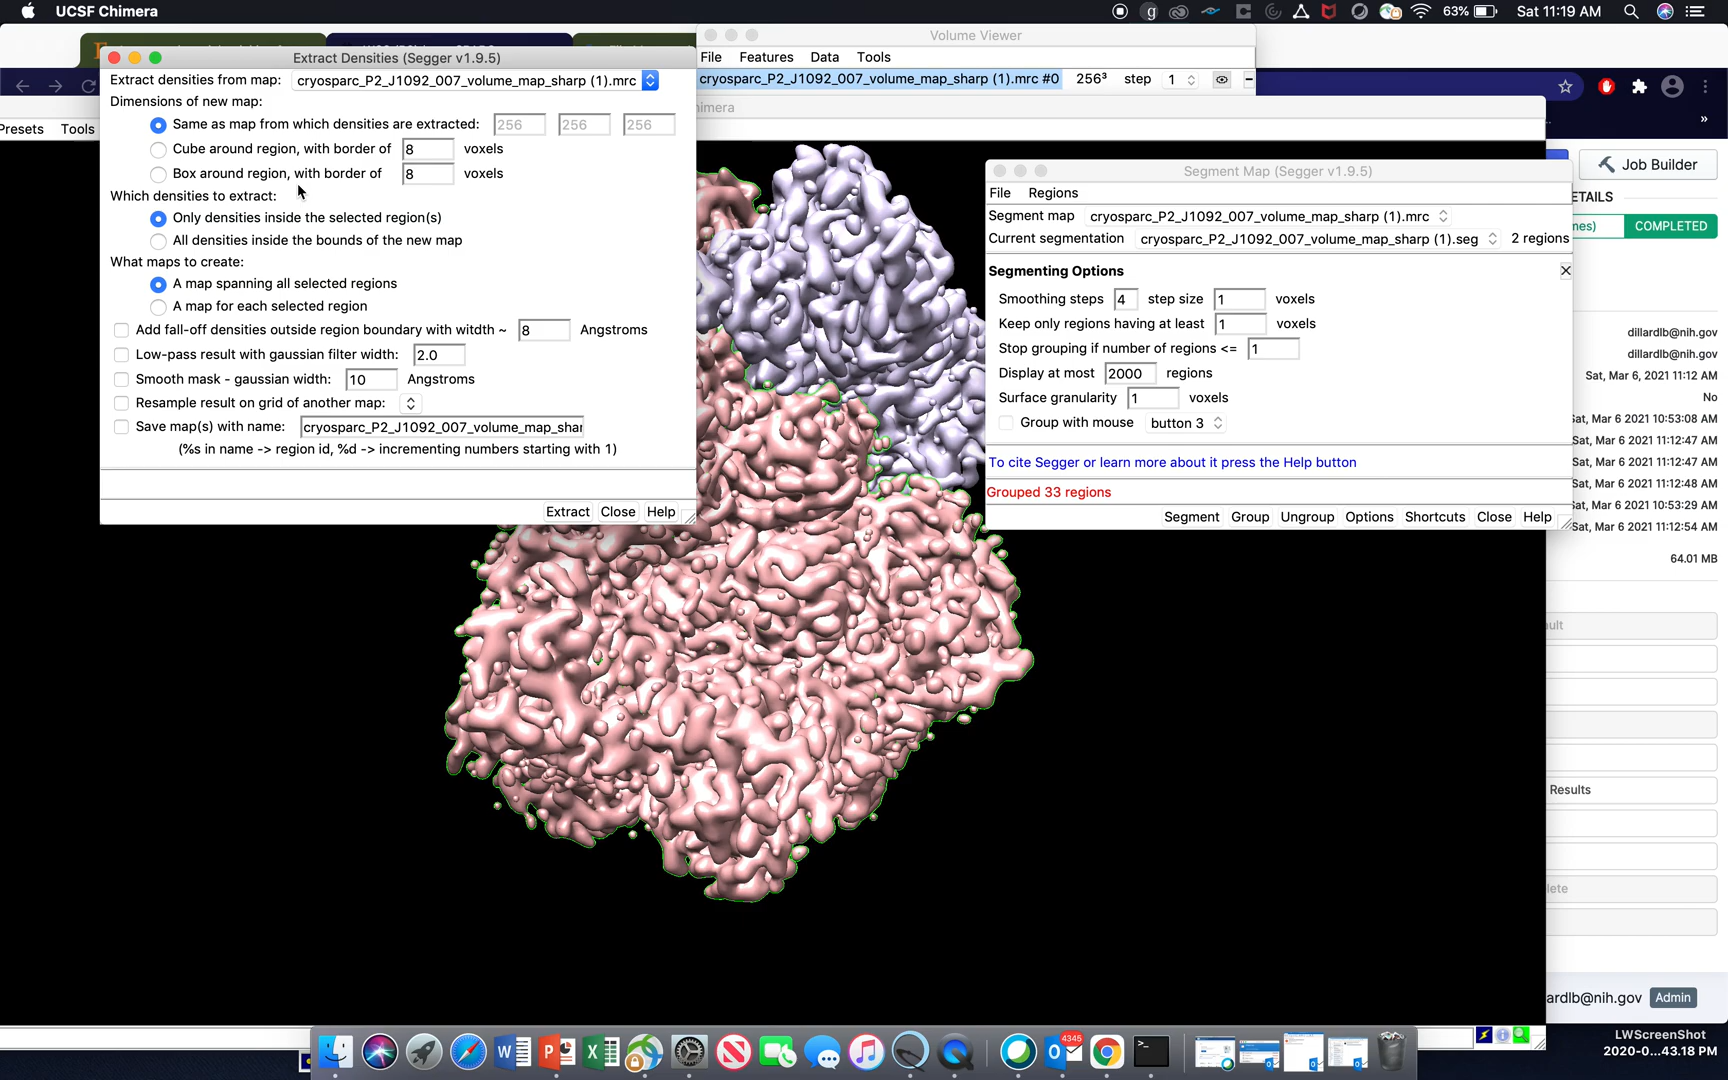 UCSF Chimera
63%
Sat 11:19 AM
Extract Densities (Segger v1.9.5)
Extract densities from map: cryosparc_P2_J1092_007_volume_map_sharp (1).mrc
Dimensions of new map:
Same as map from which densities are extracted: 256 256 256
Cube around region, with border of 8 voxels
Box around region, with border of 8 voxels
Which densities to extract:
Only densities inside the selected region(s)
All densities inside the bounds of the new map
What maps to create:
A map spanning all selected regions
A map for each selected region
Add fall-off densities outside region boundary with witdth ~ 8 Angstroms
Low-pass result with gaussian filter width: 2.0
Smooth mask - gaussian width: 10 Angstroms
Resample result on grid of another map:
Save map(s) with name: cryosparc_P2_J1092_007_volume_map_shar
(%s in name -> region id, %d -> incrementing numbers starting with 1)
Extract Close Help
Presets Tools
Volume Viewer
File Features Data Tools
cryosparc_P2_J1092_007_volume_map_sharp (1).mrc #0 256³ step 1
himera
Segment Map (Segger v1.9.5)
File Regions
Segment map cryosparc_P2_J1092_007_volume_map_sharp (1).mrc
Current segmentation cryosparc_P2_J1092_007_volume_map_sharp (1).seg 2 regions
Segmenting Options
Smoothing steps 4 step size 1 voxels
Keep only regions having at least 1 voxels
Stop grouping if number of regions <= 1
Display at most 2000 regions
Surface granularity 1 voxels
Group with mouse button 3
To cite Segger or learn more about it press the Help button
Grouped 33 regions
Segment Group Ungroup Options Shortcuts Close Help
»
Job Builder
ETAILS
nes) COMPLETED
dillardlb@nih.gov
dillardlb@nih.gov
Sat, Mar 6, 2021 11:12 AM
No
Sat, Mar 6 2021 10:53:08 AM
Sat, Mar 6 2021 11:12:47 AM
Sat, Mar 6 2021 11:12:47 AM
Sat, Mar 6 2021 11:12:48 AM
Sat, Mar 6 2021 10:53:29 AM
Sat, Mar 6 2021 11:12:54 AM
64.01 MB
ult
Results
lete
ardlb@nih.gov Admin
4345
LWScreenShot
2020-0...43.18 PM